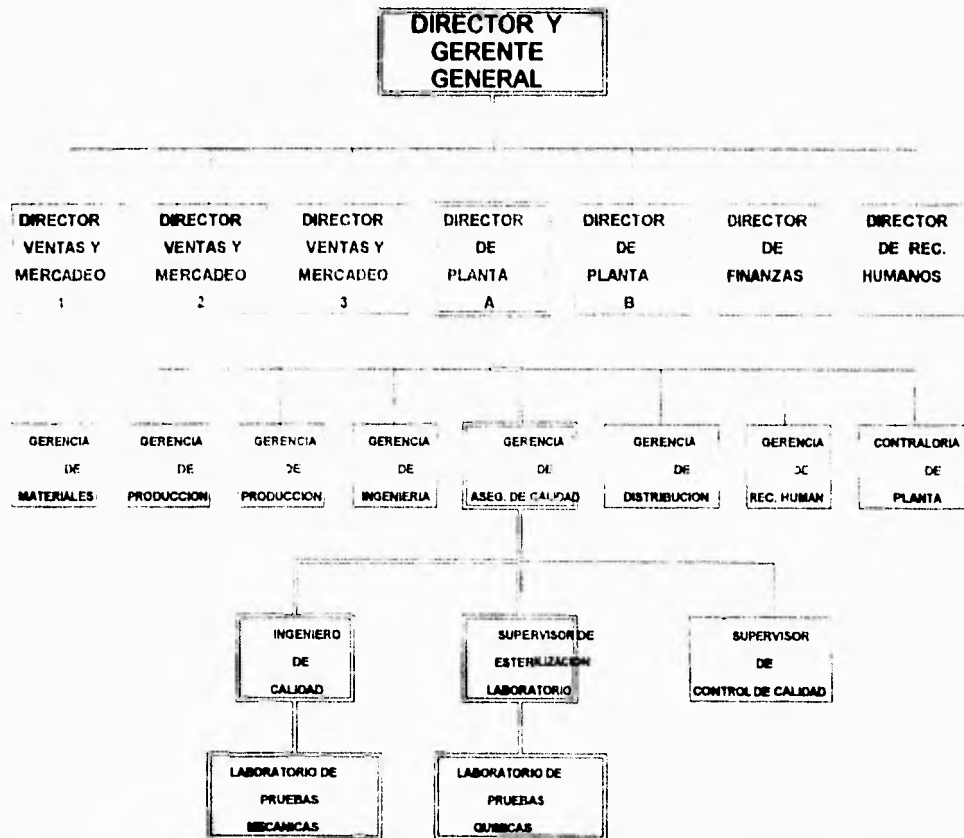 DIRECTOR Y
GERENTE
GENERAL
DIRECTOR
VENTAS Y
MERCADEO
1
DIRECTOR
VENTAS Y
MERCADEO
2
DIRECTOR
VENTAS Y
MERCADEO
3
DIRECTOR
DE
PLANTA
A
DIRECTOR
DE
PLANTA
B
DIRECTOR
DE
FINANZAS
DIRECTOR
DE REC.
HUMANOS
GERENCIA
DE
MATERIALES
GERENCIA
DE
PRODUCCION
GERENCIA
DE
PRODUCCION
GERENCIA
DE
INGENIERIA
GERENCIA
DE
ASEG. DE CALIDAD
GERENCIA
DE
DISTRIBUCION
GERENCIA
DE
REC. HUMAN
CONTRALORIA
DE
PLANTA
INGENIERO
DE
CALIDAD
SUPERVISOR DE
ESTERILIZACION
LABORATORIO
SUPERVISOR
DE
CONTROL DE CALIDAD
LABORATORIO DE
PRUEBAS
MECANICAS
LABORATORIO DE
PRUEBAS
QUIMICAS